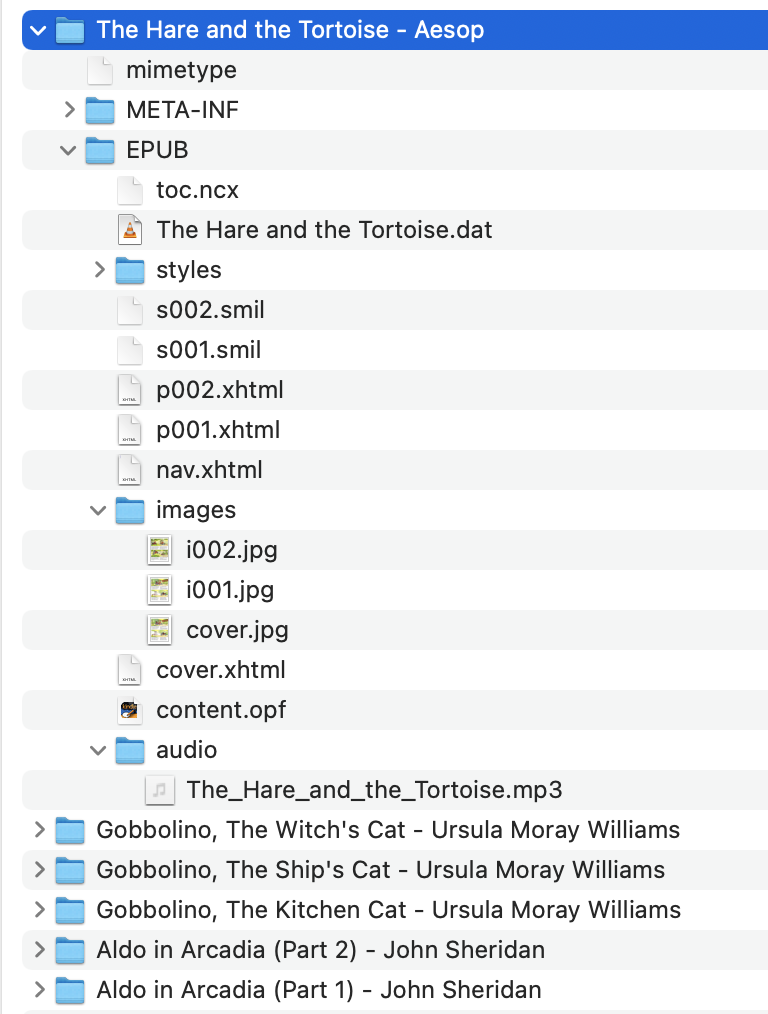 The Hare and the Tortoise - Aesop
mimetype
META-INF
EPUB
toc.ncx
The Hare and the Tortoise.dat
styles
s002.smil
s001.smil
p002.xhtml
p001.xhtml
nav.xhtml
images
i002.jpg
i001.jpg
cover.jpg
cover.xhtml
content.opf
audio
The_Hare_and_the_Tortoise.mp3
Gobbolino, The Witch's Cat - Ursula Moray Williams
Gobbolino, The Ship's Cat - Ursula Moray Williams
Gobbolino, The Kitchen Cat - Ursula Moray Williams
Aldo in Arcadia (Part 2) - John Sheridan
Aldo in Arcadia (Part 1) - John Sheridan